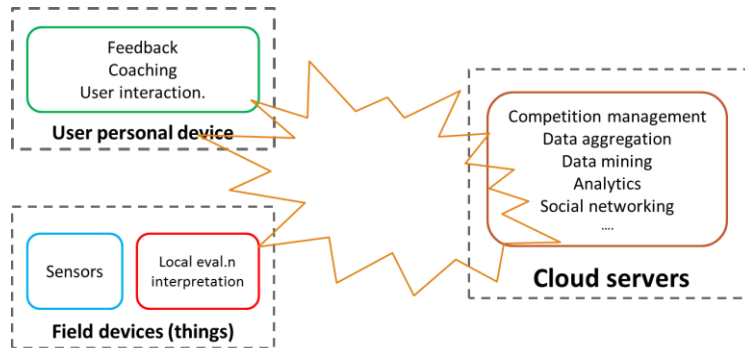 Feedback
Coaching
User interaction.
User personal device
Sensors
Local eval.n
interpretation
Field devices (things)
Competition management
Data aggregation
Data mining
Analytics
Social networking
....
Cloud servers